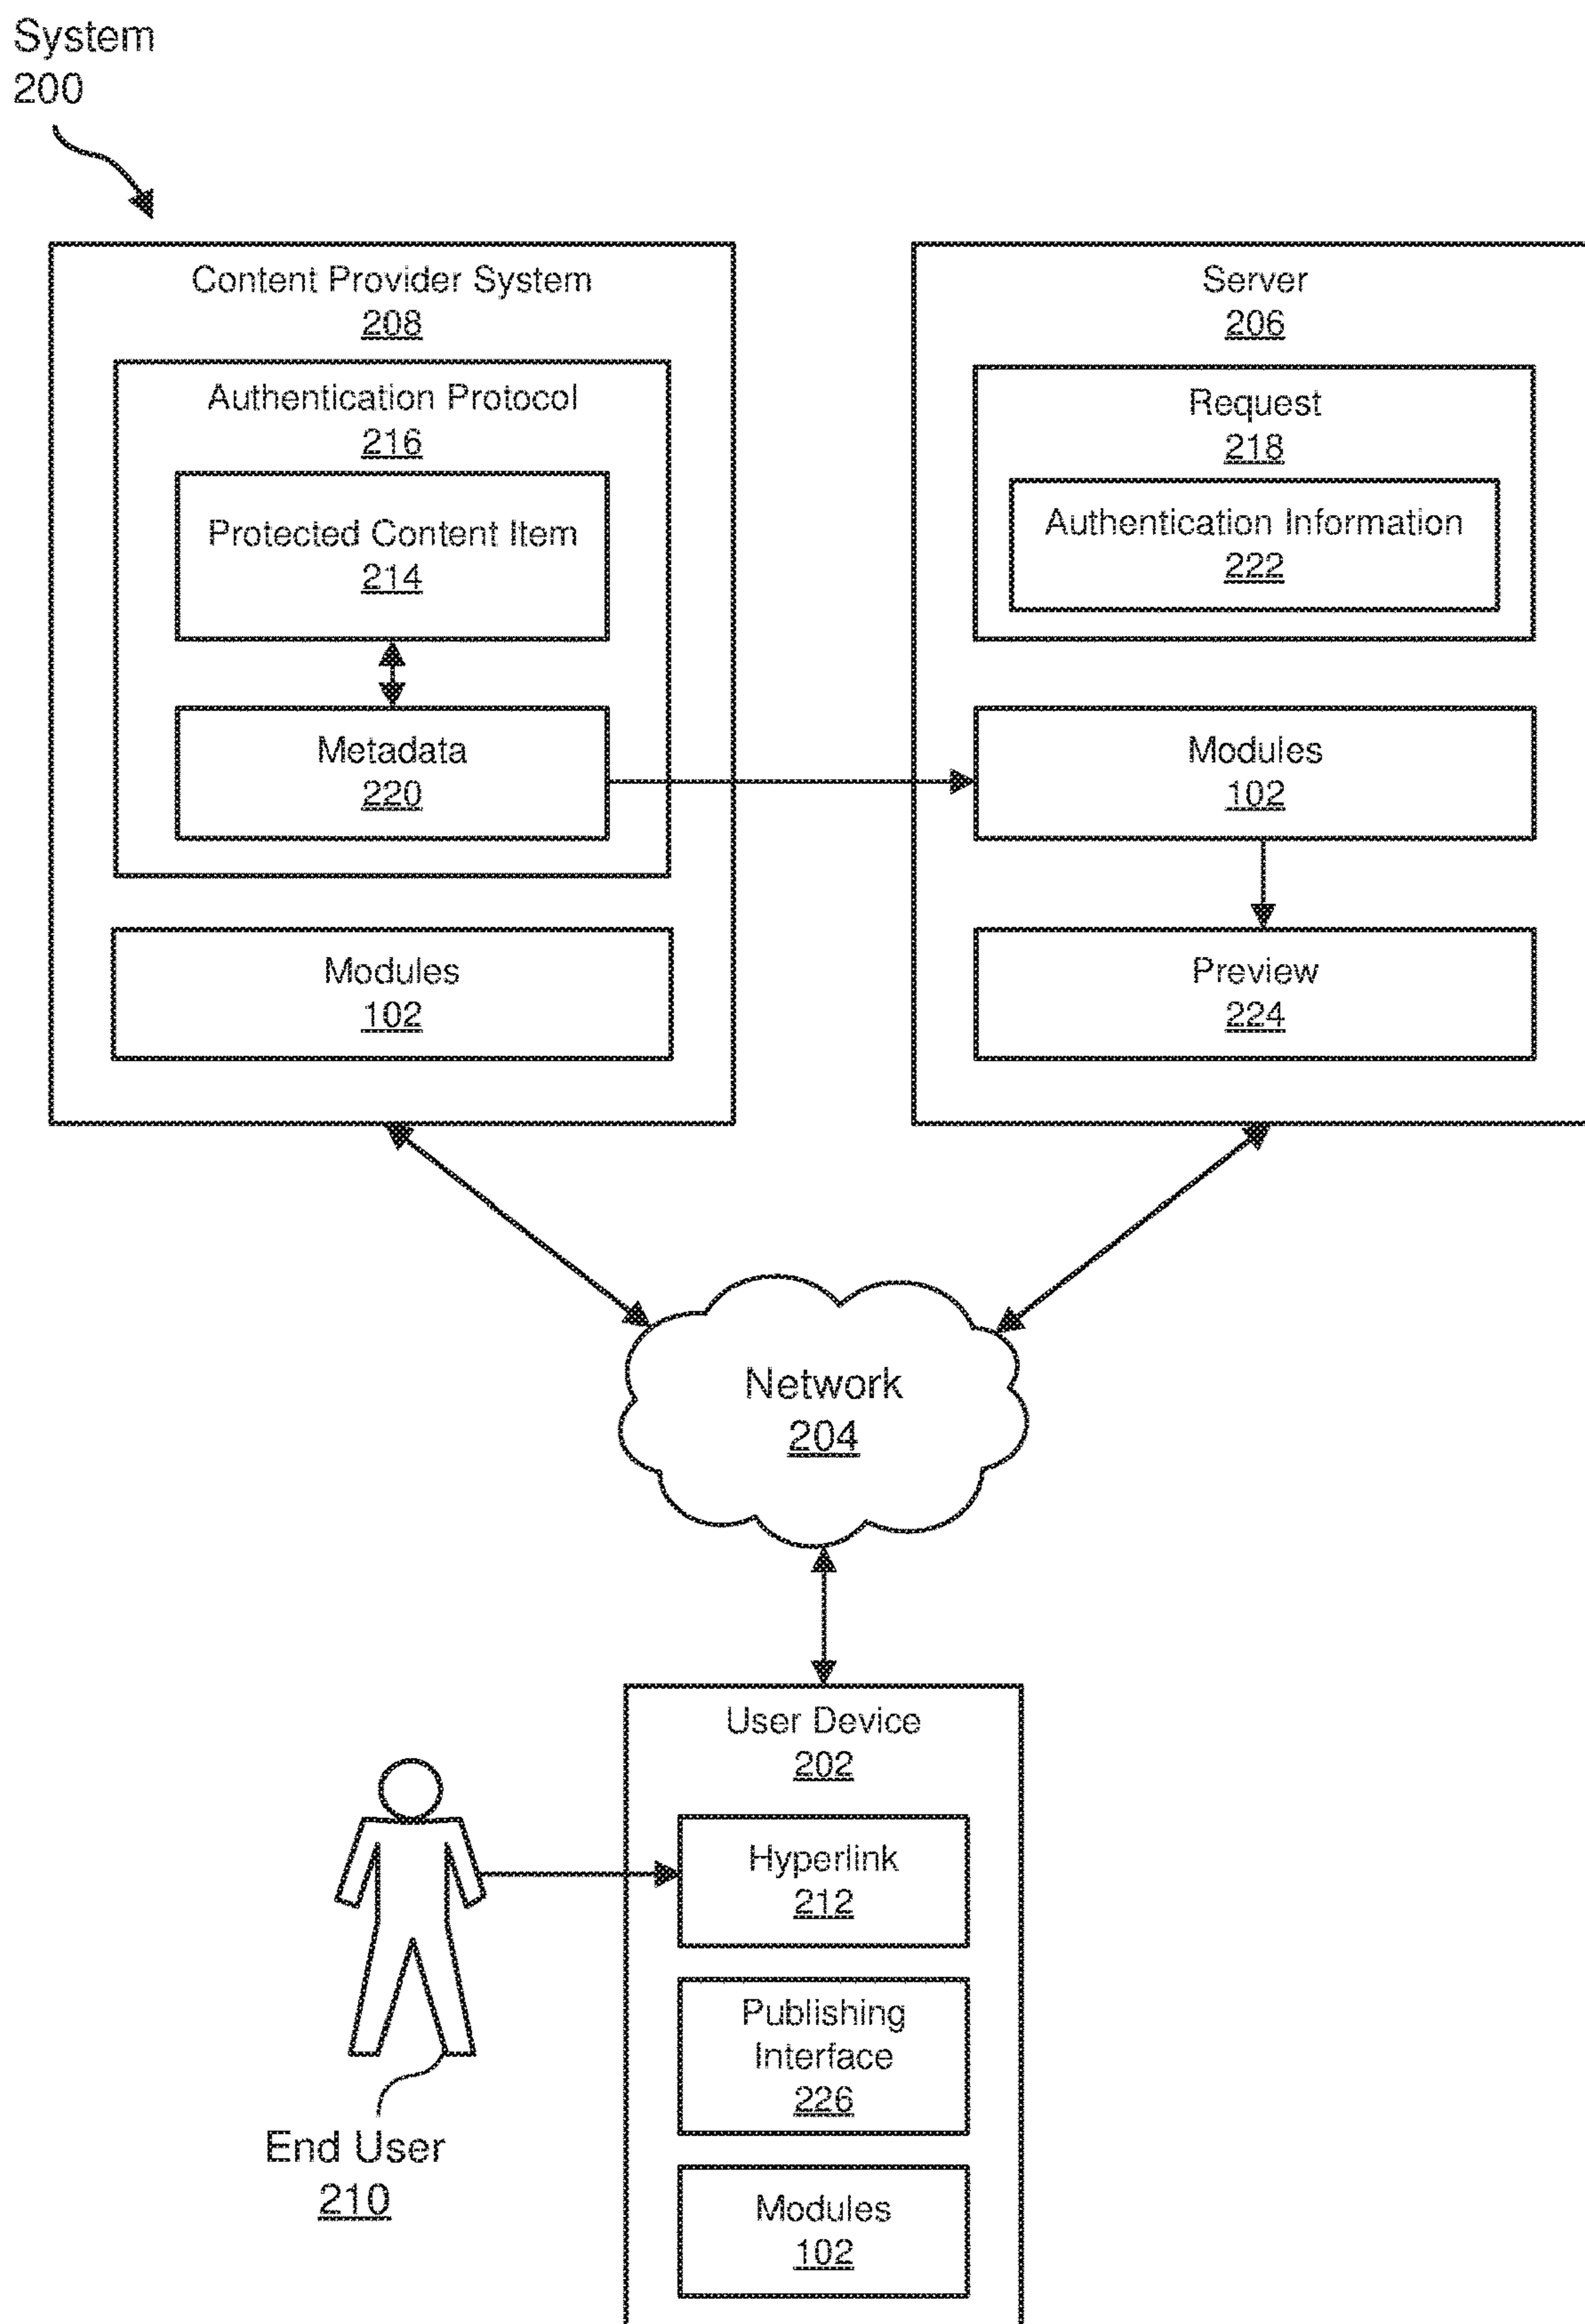 System
200
Content Provider System
208
Authentication Protocol
216
Protected Content Item
214
Metadata
220
Modules
102
Server
206
Request
218
Authentication Information
222
Modules
102
Preview
224
Network
204
User Device
202
Hyperlink
212
Publishing
Interface
226
Modules
102
End User
210